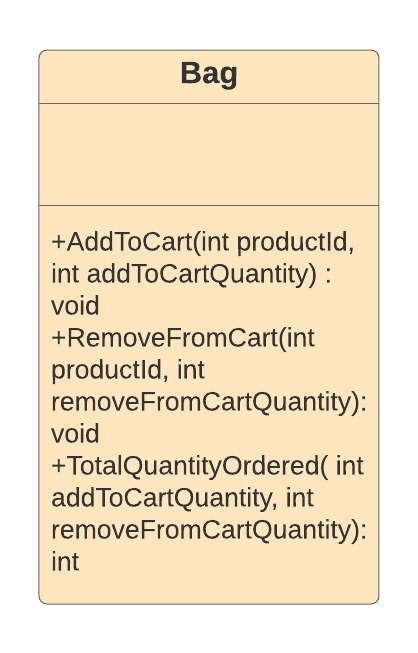 Bag
+AddToCart(int productId,
int addToCartQuantity) :
void
+RemoveFromCart(int
productId, int
removeFromCartQuantity):
void
+TotalQuantityOrdered( int
addToCartQuantity, int
removeFromCartQuantity):
int